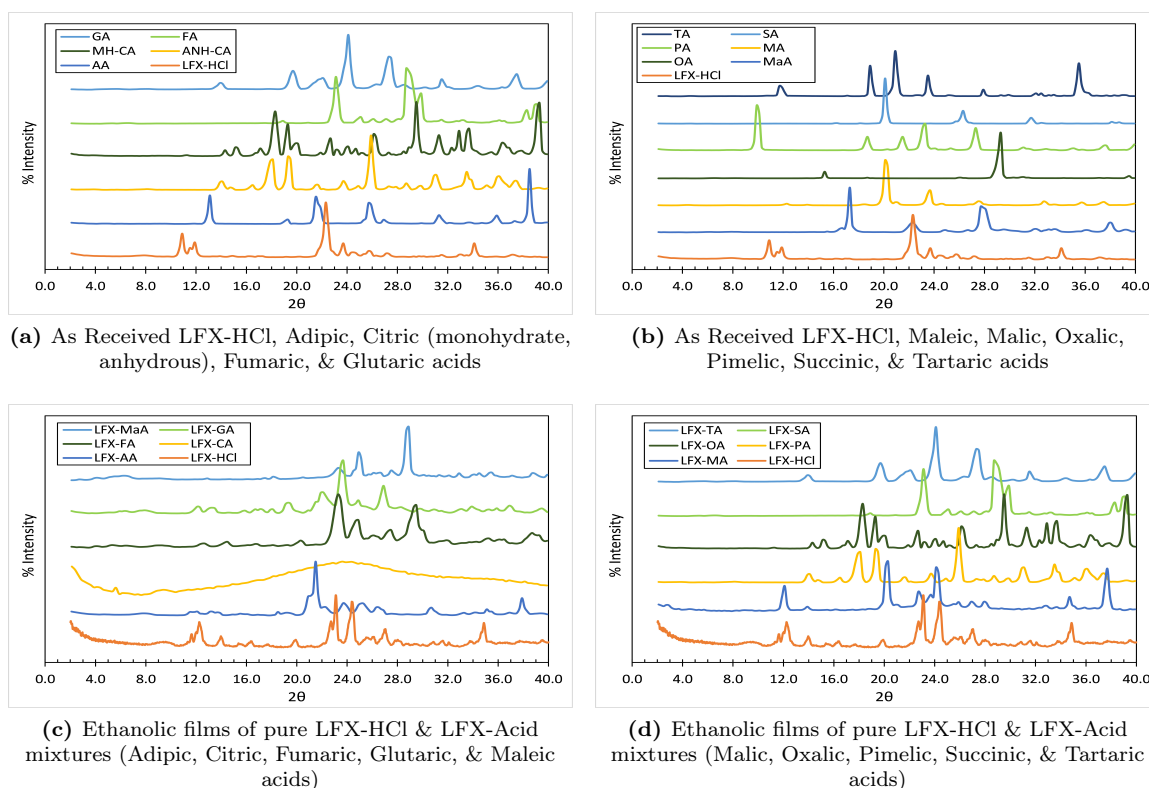 GA FA
MH-CA ANH-CA
AA LFX-HCl
% Intensity
0.0 4.0 8.0 12.0 16.0 20.0 24.0 28.0 32.0 36.0 40.0
2θ
(a) As Received LFX-HCl, Adipic, Citric (monohydrate,
anhydrous), Fumaric, & Glutaric acids
TA SA
PA MA
OA MaA
LFX-HCl
% Intensity
0.0 4.0 8.0 12.0 16.0 20.0 24.0 28.0 32.0 36.0 40.0
2θ
(b) As Received LFX-HCl, Maleic, Malic, Oxalic,
Pimelic, Succinic, & Tartaric acids
LFX-MaA LFX-GA
LFX-FA LFX-CA
LFX-AA LFX-HCl
% Intensity
0.0 4.0 8.0 12.0 16.0 20.0 24.0 28.0 32.0 36.0 40.0
2θ
(c) Ethanolic films of pure LFX-HCl & LFX-Acid
mixtures (Adipic, Citric, Fumaric, Glutaric, & Maleic
acids)
LFX-TA LFX-SA
LFX-OA LFX-PA
LFX-MA LFX-HCl
% Intensity
0.0 4.0 8.0 12.0 16.0 20.0 24.0 28.0 32.0 36.0 40.0
2θ
(d) Ethanolic films of pure LFX-HCl & LFX-Acid
mixtures (Malic, Oxalic, Pimelic, Succinic, & Tartaric
acids)